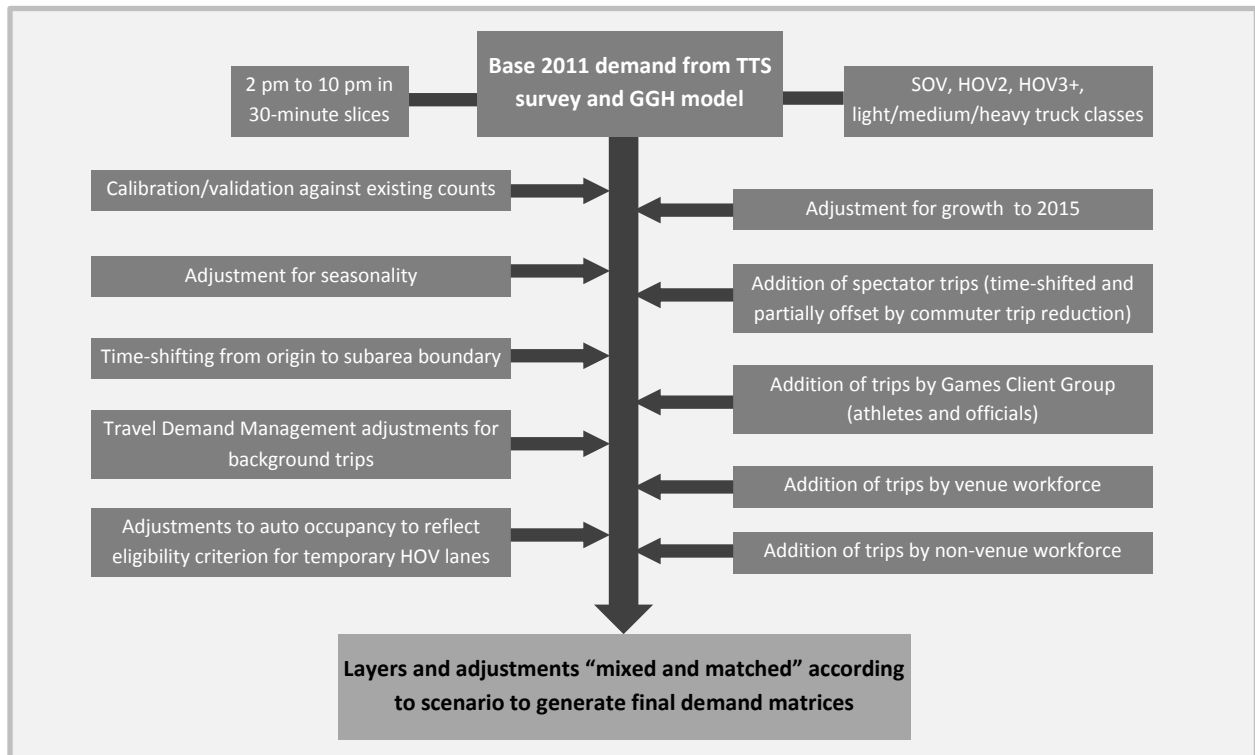 Base 2011 demand from TTS
survey and GGH model
2 pm to 10 pm in
30-minute slices
SOV, HOV2, HOV3+,
light/medium/heavy truck classes
Calibration/validation against existing counts
Adjustment for growth to 2015
Adjustment for seasonality
Addition of spectator trips (time-shifted and
partially offset by commuter trip reduction)
Time-shifting from origin to subarea boundary
Addition of trips by Games Client Group
(athletes and officials)
Travel Demand Management adjustments for
background trips
Addition of trips by venue workforce
Adjustments to auto occupancy to reflect
eligibility criterion for temporary HOV lanes
Addition of trips by non-venue workforce
Layers and adjustments “mixed and matched” according
to scenario to generate final demand matrices